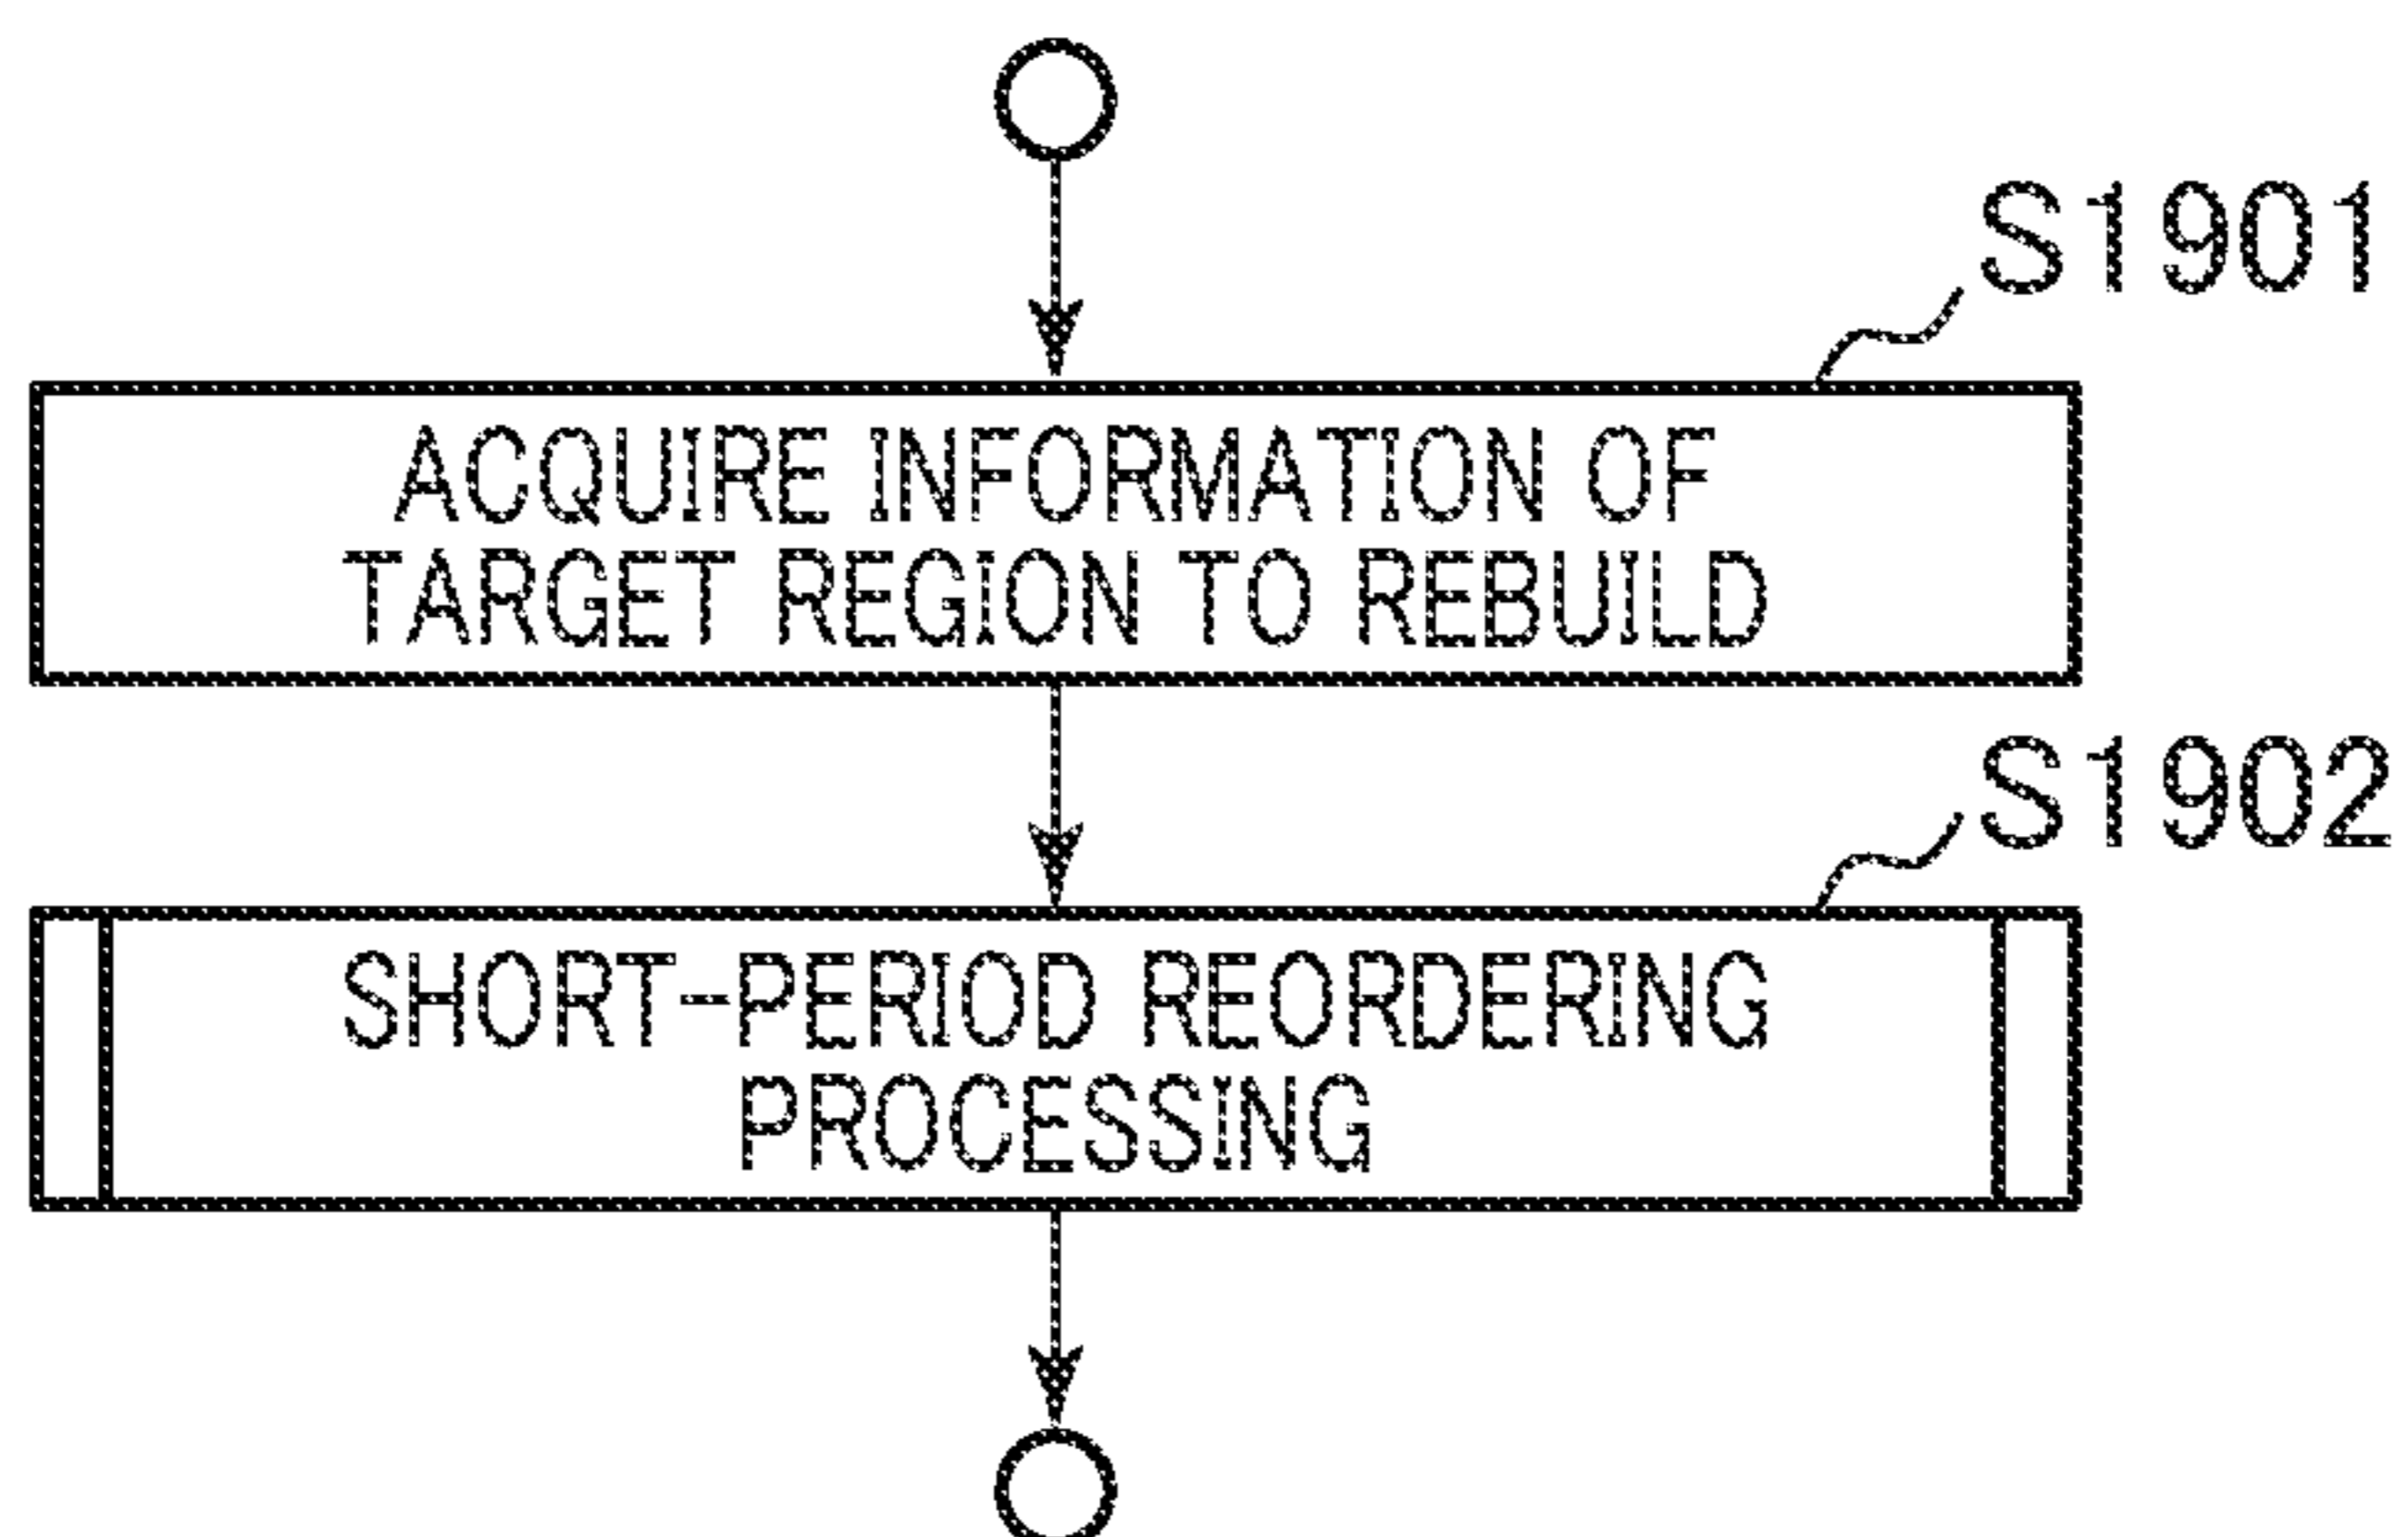 S1901
ACQUIRE INFORMATION OF
TARGET REGION TO REBUILD
S1902
SHORT-PERIOD REORDERING
PROCESSING